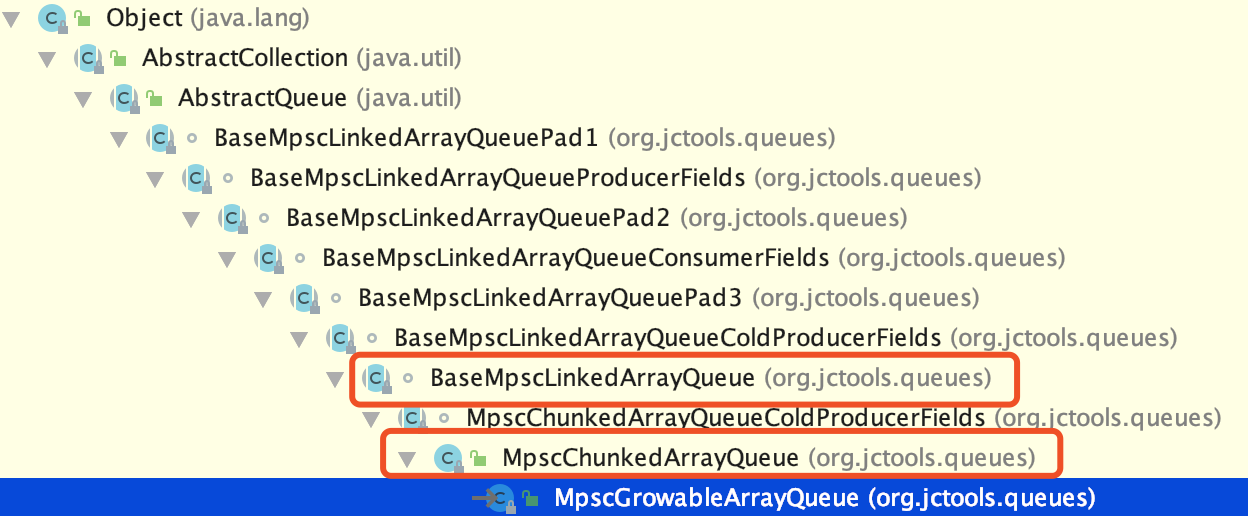 Object (java.lang)
AbstractCollection (java.util)
AbstractQueue (java.util)
BaseMpscLinkedArrayQueuePad1 (org.jctools.queues)
BaseMpscLinkedArrayQueueProducerFields (org.jctools.queues)
BaseMpscLinkedArrayQueuePad2 (org.jctools.queues)
BaseMpscLinkedArrayQueueConsumerFields (org.jctools.queues)
BaseMpscLinkedArrayQueuePad3 (org.jctools.queues)
BaseMpscLinkedArrayQueueColdProducerFields (org.jctools.queues)
BaseMpscLinkedArrayQueue (org.jctools.queues)
MpscChunkedArrayQueueColdProducerFields (org.jctools.queues)
MpscChunkedArrayQueue (org.jctools.queues)
MpscGrowableArrayQueue (org.jctools.queues)